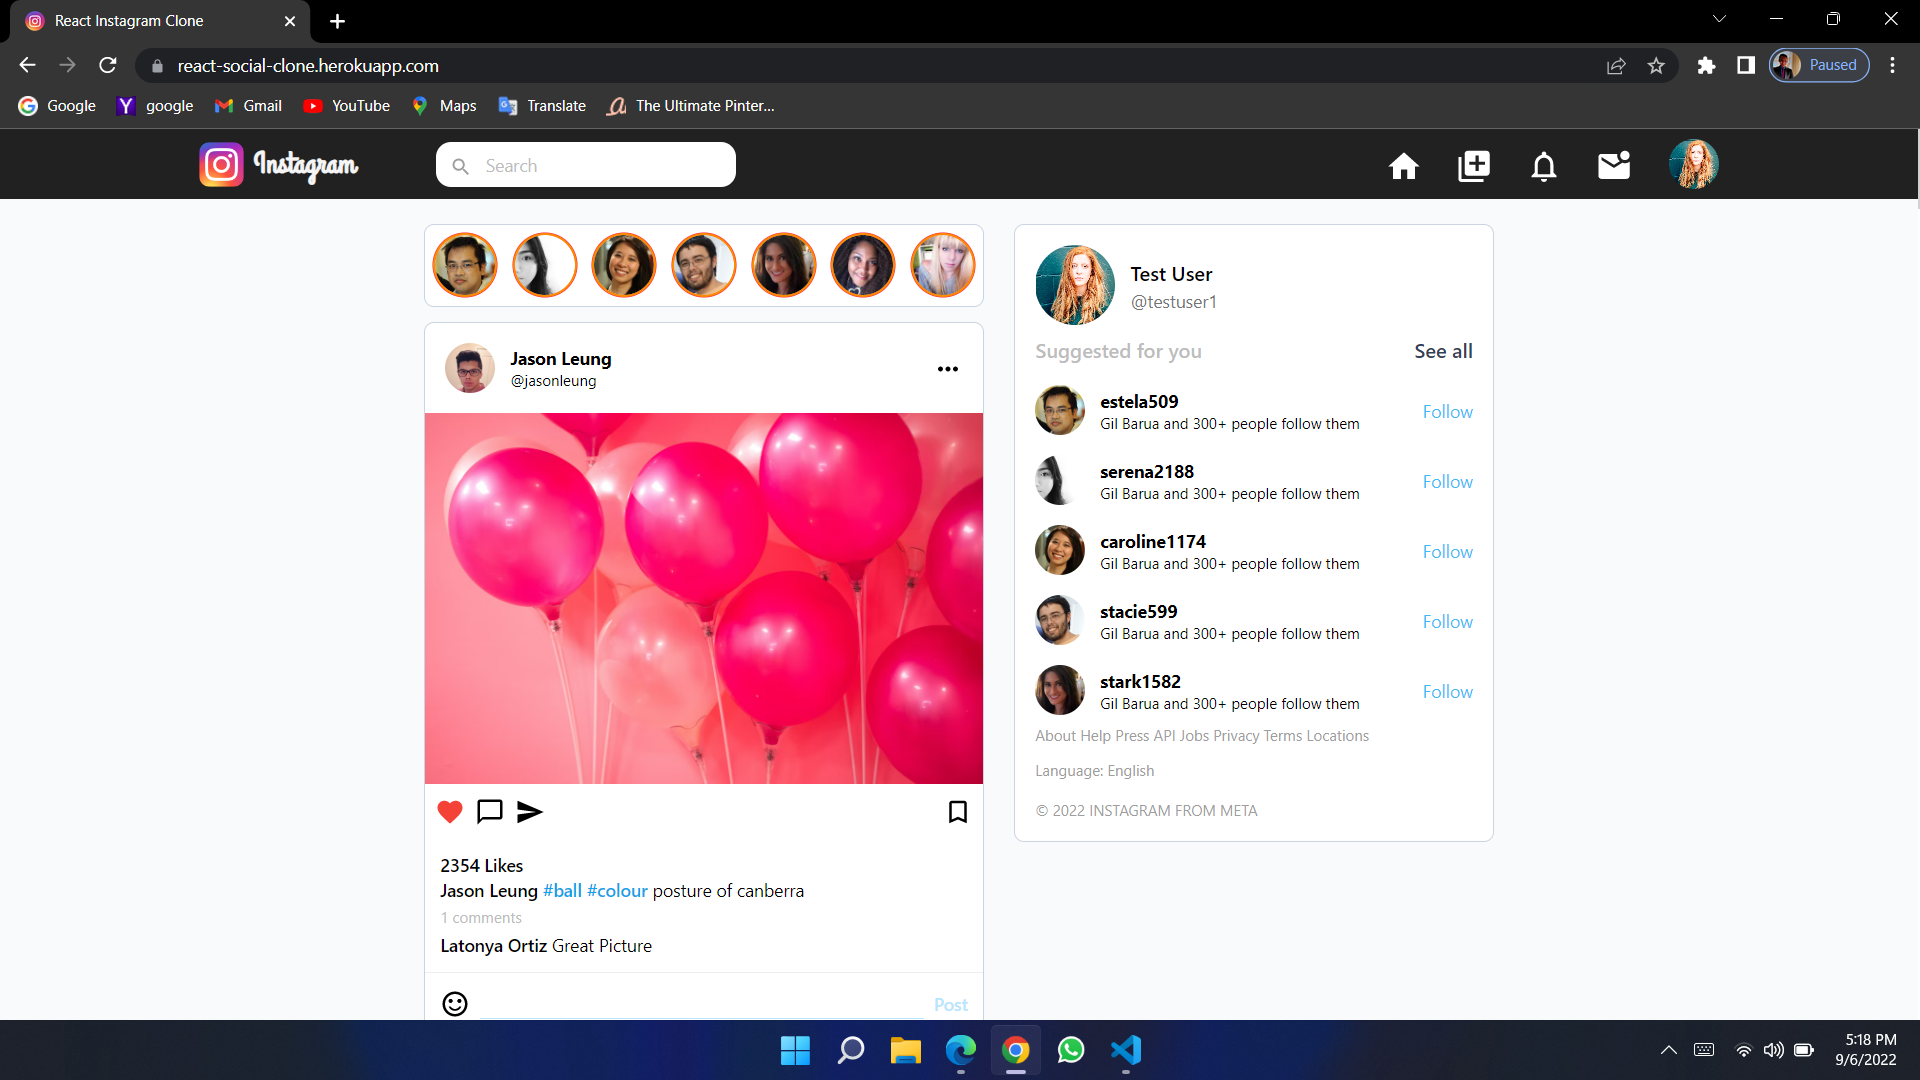 React Instagram Clone
react-social-clone.herokuapp.com
Paused
Google
google
Gmail
YouTube
Maps
Translate
The Ultimate Pinter...
Instagram
Search
Jason Leung
@jasonleung
2354 Likes
Jason Leung #ball #colour posture of canberra
1 comments
Latonya Ortiz Great Picture
Post
Test User
@testuser1
Suggested for you
See all
estela509
Gil Barua and 300+ people follow them
Follow
serena2188
Gil Barua and 300+ people follow them
Follow
caroline1174
Gil Barua and 300+ people follow them
Follow
stacie599
Gil Barua and 300+ people follow them
Follow
stark1582
Gil Barua and 300+ people follow them
Follow
About Help Press API Jobs Privacy Terms Locations
Language: English
© 2022 INSTAGRAM FROM META
5:18 PM
9/6/2022